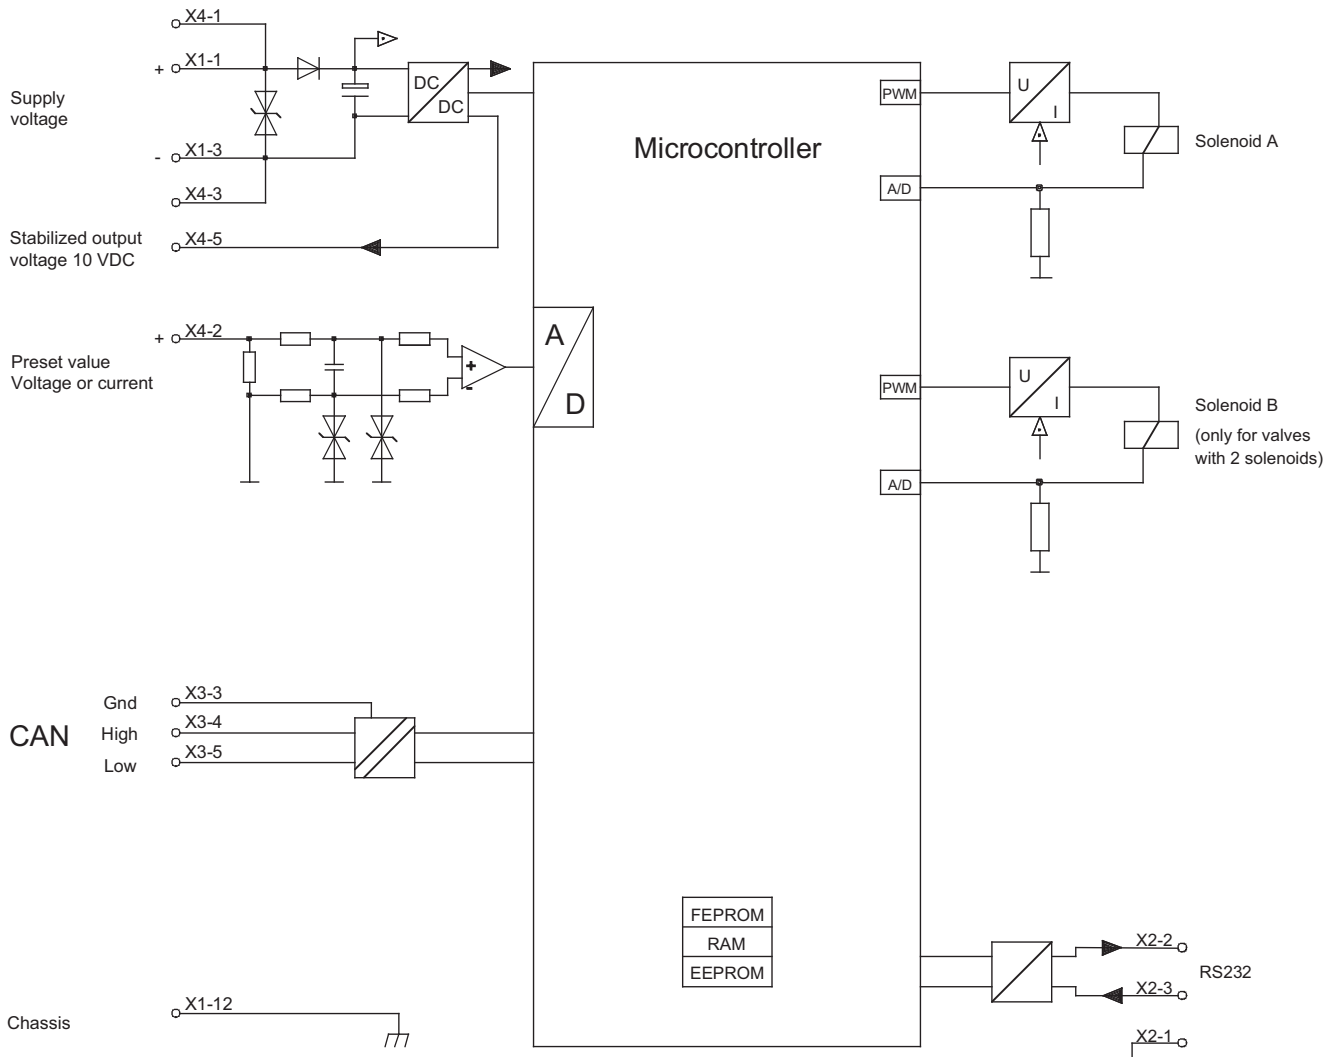 X4-1
+ X1-1
Supply
voltage
- X1-3
X4-3
DC
DC
Stabilized output
voltage 10 VDC
X4-5
+ X4-2
Preset value
Voltage or current
+
-
A
D
Microcontroller
PWM
U
I
Solenoid A
A/D
PWM
U
I
Solenoid B
(only for valves
with 2 solenoids)
A/D
CAN
Gnd X3-3
High X3-4
Low X3-5
FEPROM
RAM
EEPROM
X2-2
RS232
X2-3
X2-1
Chassis
X1-12